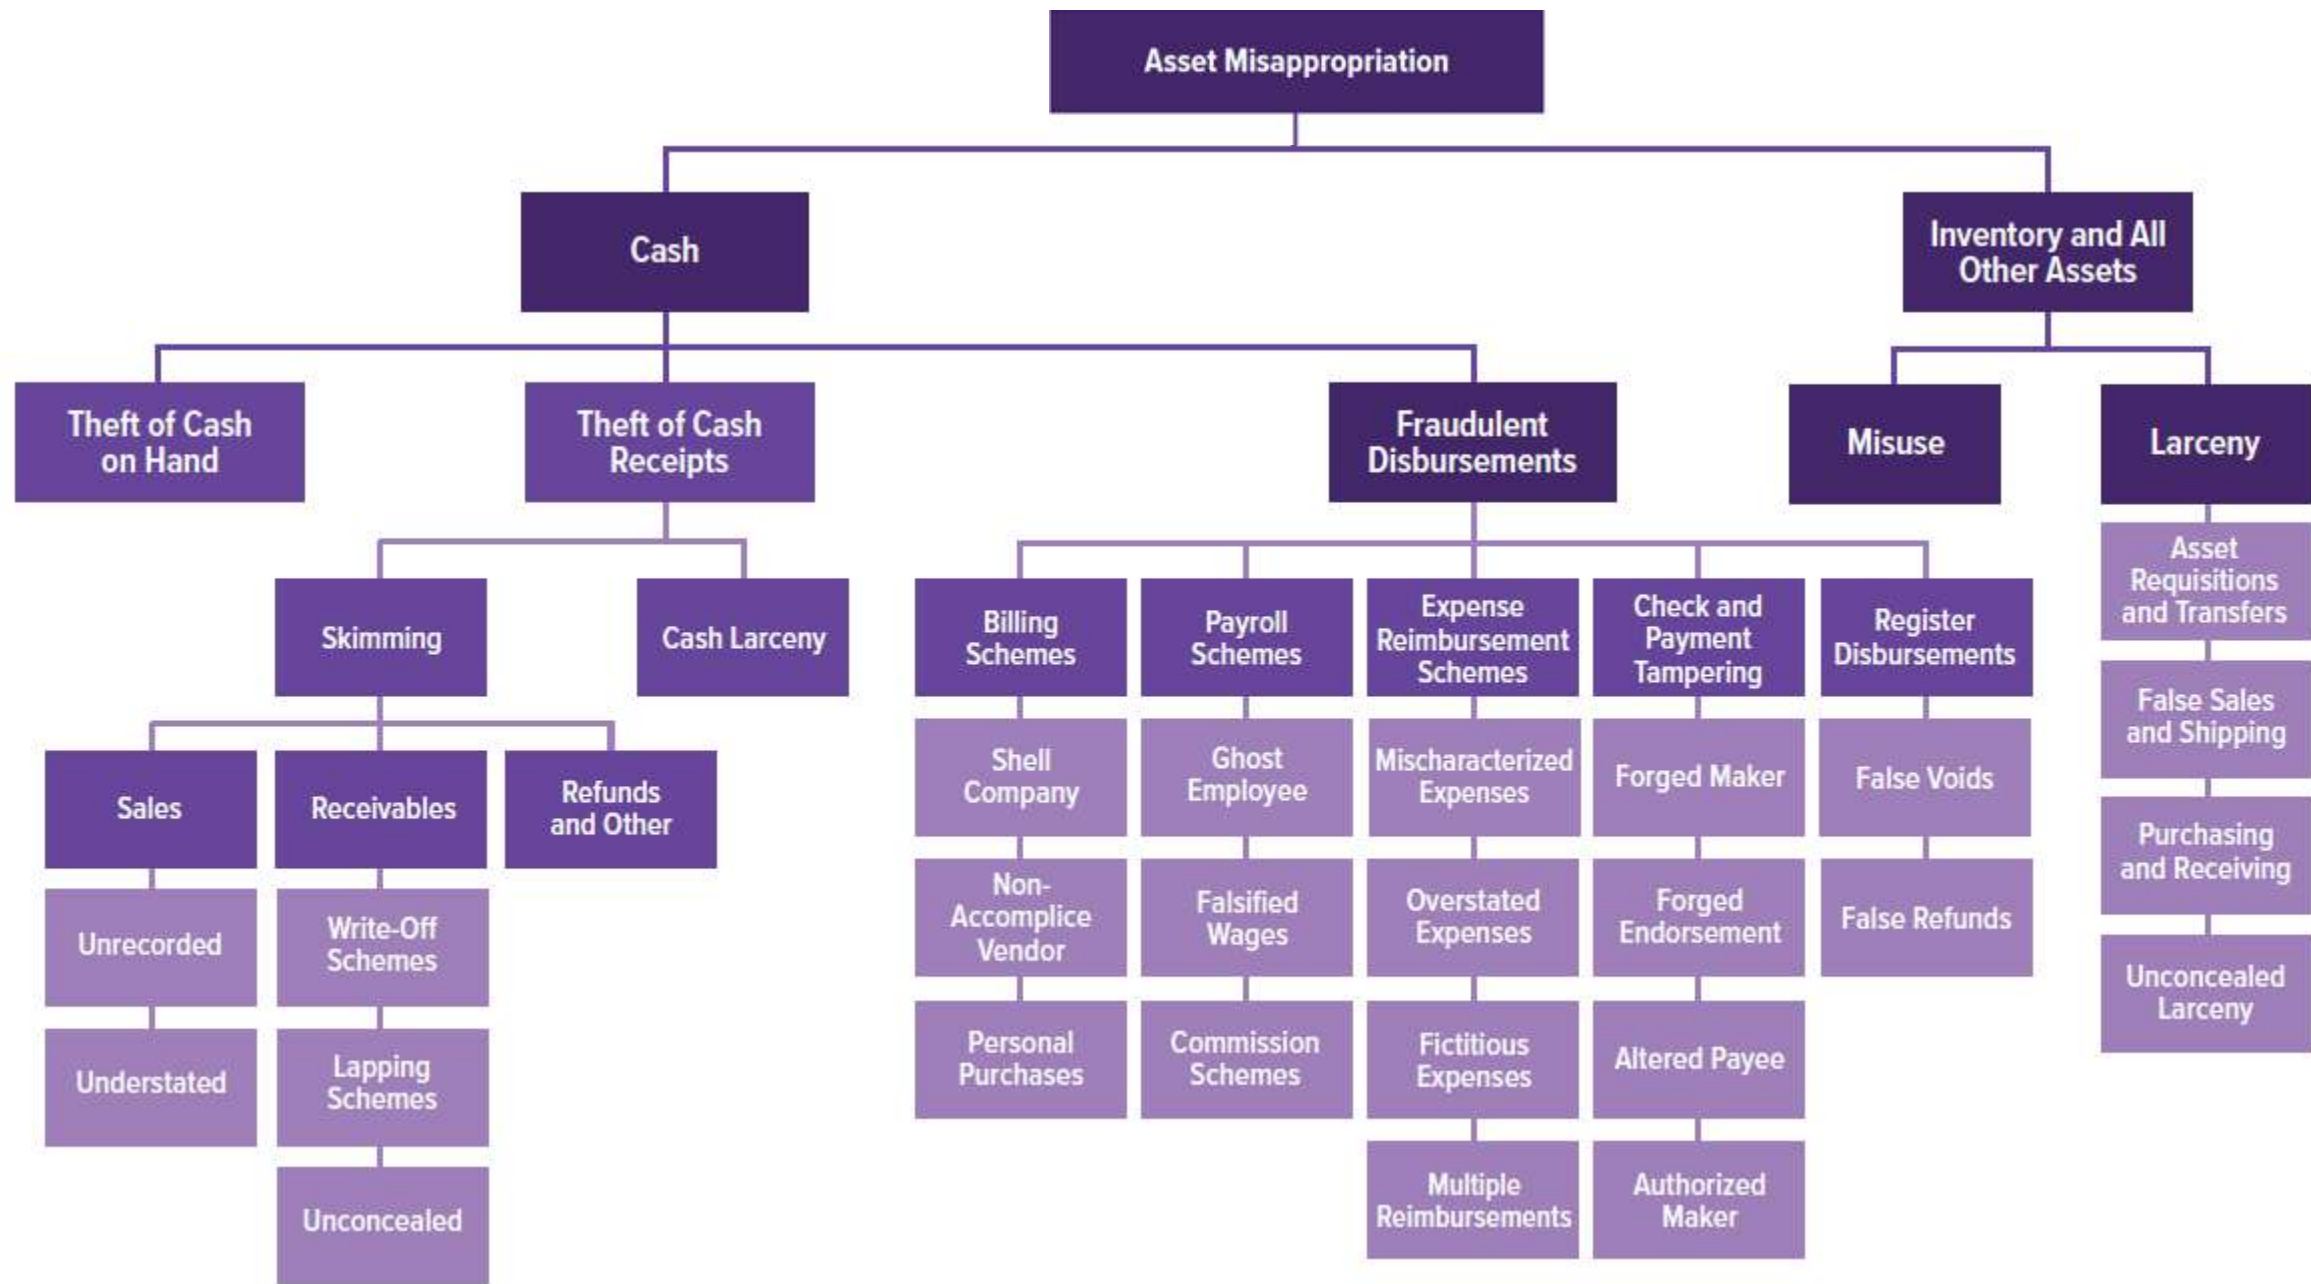 Asset Misappropriation
Cash
Inventory and All
Other Assets
Theft of Cash
on Hand
Theft of Cash
Receipts
Fraudulent
Disbursements
Misuse
Larceny
Skimming
Cash Larceny
Sales
Unrecorded
Understated
Receivables
Write-Off
Schemes
Lapping
Schemes
Unconcealed
Refunds
and Other
Billing
Schemes
Shell
Company
Non-
Accomplice
Vendor
Personal
Purchases
Payroll
Schemes
Ghost
Employee
Falsified
Wages
Commission
Schemes
Expense
Reimbursement
Schemes
Mischaracterized
Expenses
Overstated
Expenses
Fictitious
Expenses
Multiple
Reimbursements
Check and
Payment
Tampering
Forged Maker
Forged
Endorsement
Altered Payee
Authorized
Maker
Register
Disbursements
False Voids
False Refunds
Asset
Requisitions
and Transfers
False Sales
and Shipping
Purchasing
and Receiving
Unconcealed
Larceny